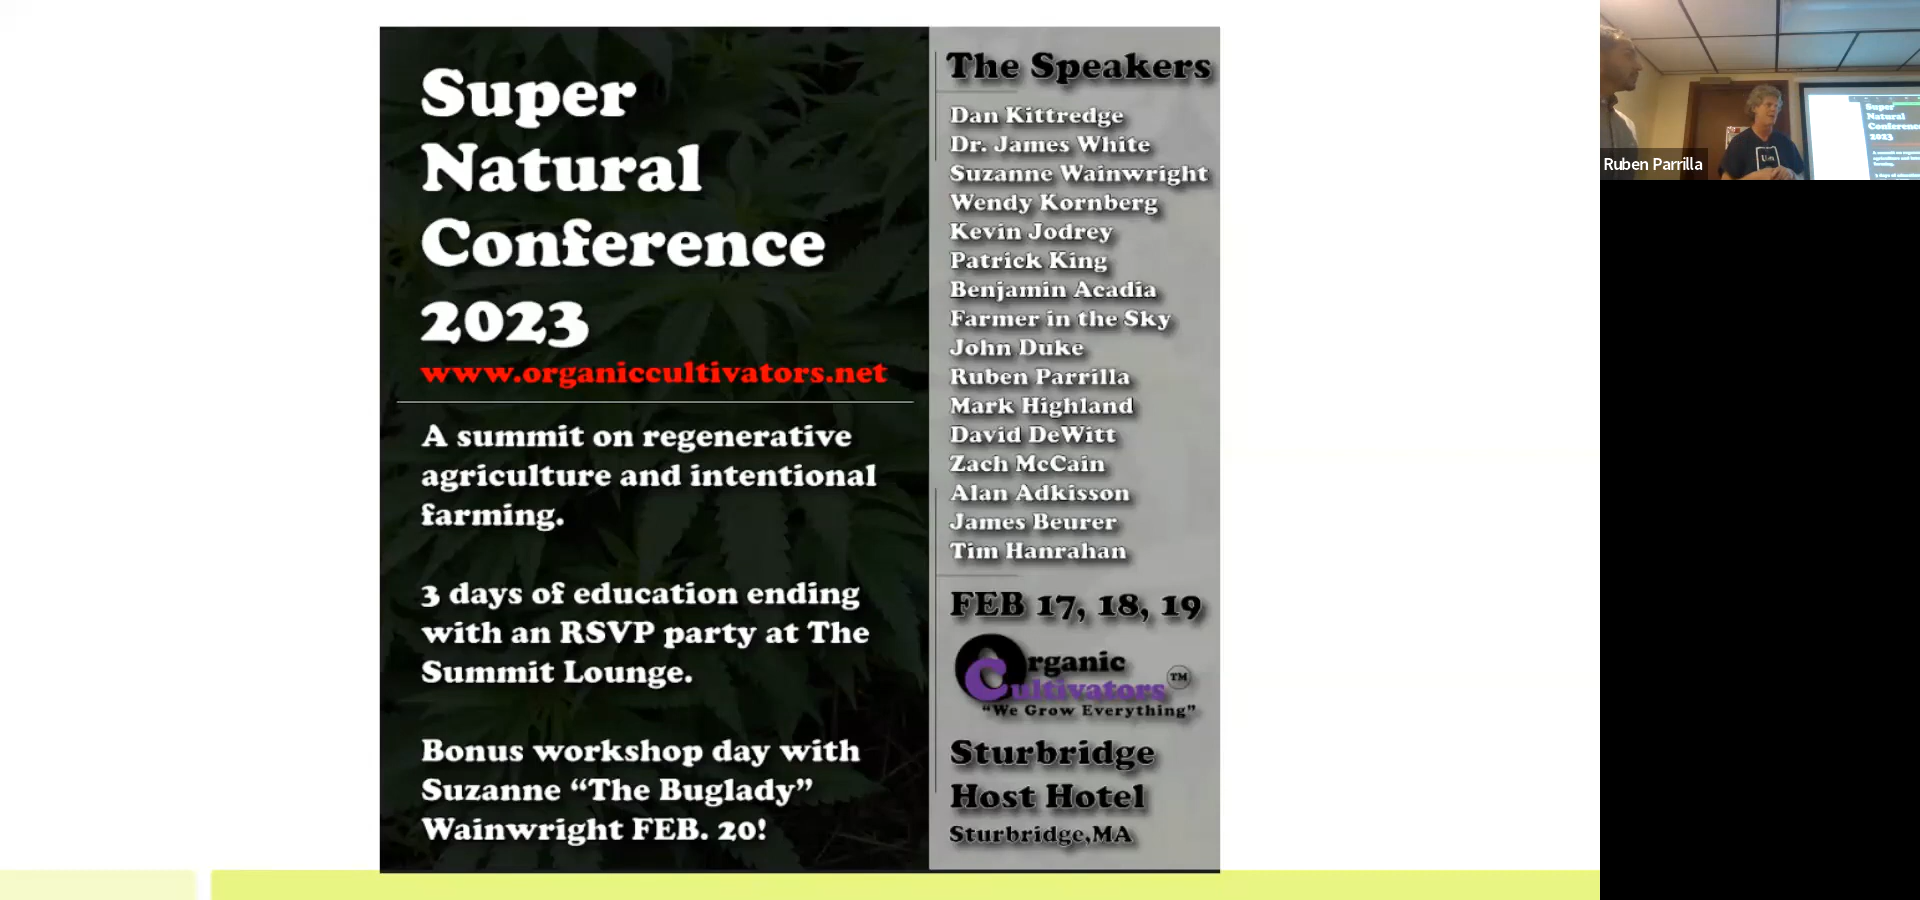 Super
Natural
Conference
2023
www.organiccultivators.net
A summit on regenerative
agriculture and intentional
farming.
3 days of education ending
with an RSVP party at The
Summit Lounge.
Bonus workshop day with
Suzanne “The Buglady”
Wainwright FEB. 20!
The Speakers
Dan Kittredge
Dr. James White
Suzanne Wainwright
Wendy Kornberg
Kevin Jodrey
Patrick King
Benjamin Acadia
Farmer in the Sky
John Duke
Ruben Parrilla
Mark Highland
David DeWitt
Zach McCain
Alan Adkisson
James Beurer
Tim Hanrahan
FEB 17, 18, 19
Organic
Cultivators TM
“We Grow Everything”
Sturbridge
Host Hotel
Sturbridge,MA
Ruben Parrilla
Super
Natural
Conference
2023